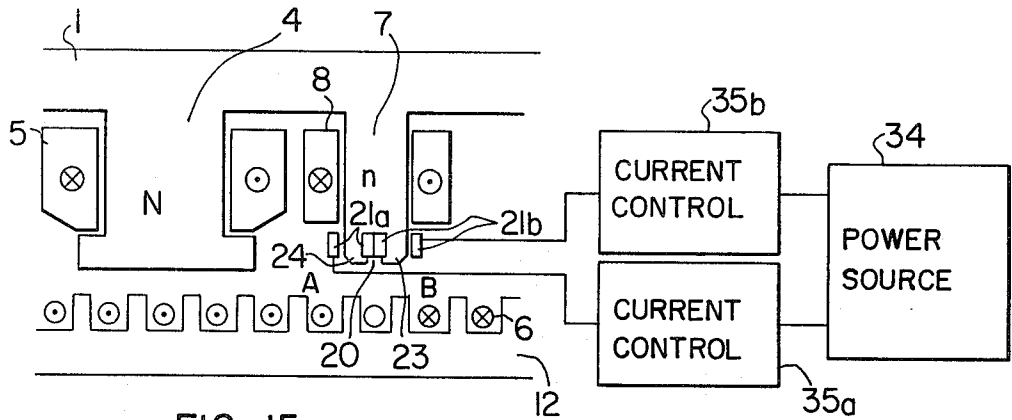 1
4
7
8
5
N
n
21a
21b
24
A
B
20
23
6
12
35b
CURRENT
CONTROL
34
POWER
SOURCE
CURRENT
CONTROL
35a